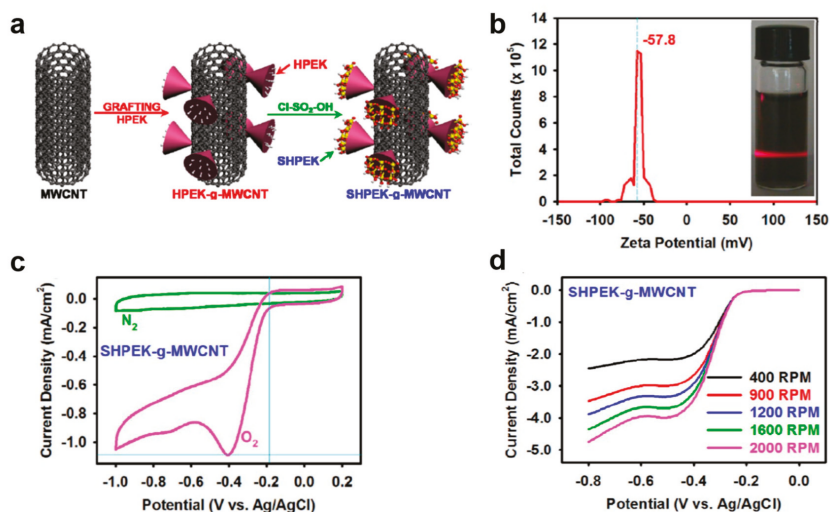 a
GRAFTING
HPEK
HPEK
Cl-SO₂-OH
SHPEK
MWCNT
HPEK-g-MWCNT
SHPEK-g-MWCNT
b
-57.8
Total Counts (x 10⁵)
14
12
10
8
6
4
2
0
-150 -100 -50 0 50 100 150
Zeta Potential (mV)
c
Current Density (mA/cm²)
0.0
-0.2
-0.4
-0.6
-0.8
-1.0
N₂
SHPEK-g-MWCNT
O₂
-1.0 -0.8 -0.6 -0.4 -0.2 0.0 0.2
Potential (V vs. Ag/AgCl)
d
SHPEK-g-MWCNT
Current Density (mA/cm²)
0.0
-1.0
-2.0
-3.0
-4.0
-5.0
400 RPM
900 RPM
1200 RPM
1600 RPM
2000 RPM
-0.8 -0.6 -0.4 -0.2 0.0
Potential (V vs. Ag/AgCl)